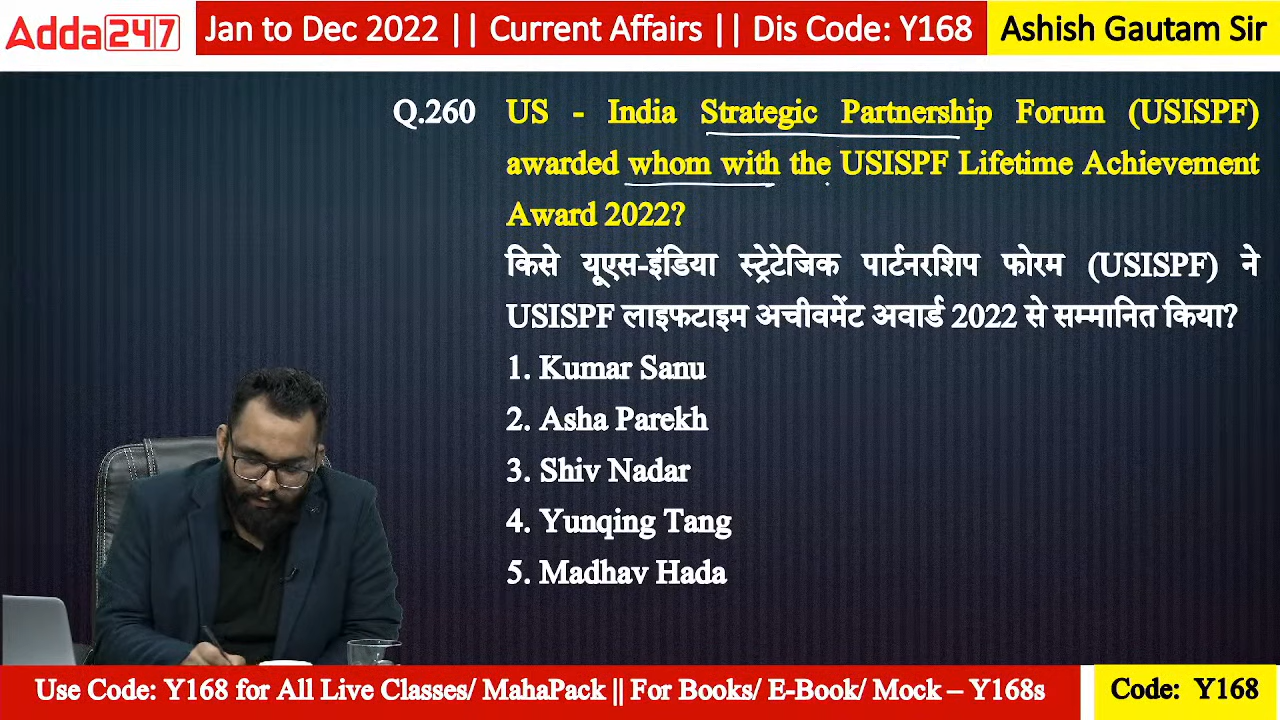 Adda247
Jan to Dec 2022 || Current Affairs || Dis Code: Y168
Ashish Gautam Sir
Q.260 US - India Strategic Partnership Forum (USISPF)
awarded whom with the USISPF Lifetime Achievement
Award 2022?
किसे यूएस-इंडिया स्ट्रेटेजिक पार्टनरशिप फोरम (USISPF) ने
USISPF लाइफटाइम अचीवमेंट अवार्ड 2022 से सम्मानित किया?
1. Kumar Sanu
2. Asha Parekh
3. Shiv Nadar
4. Yunqing Tang
5. Madhav Hada
Use Code: Y168 for All Live Classes/ MahaPack || For Books/ E-Book/ Mock – Y168s
Code: Y168